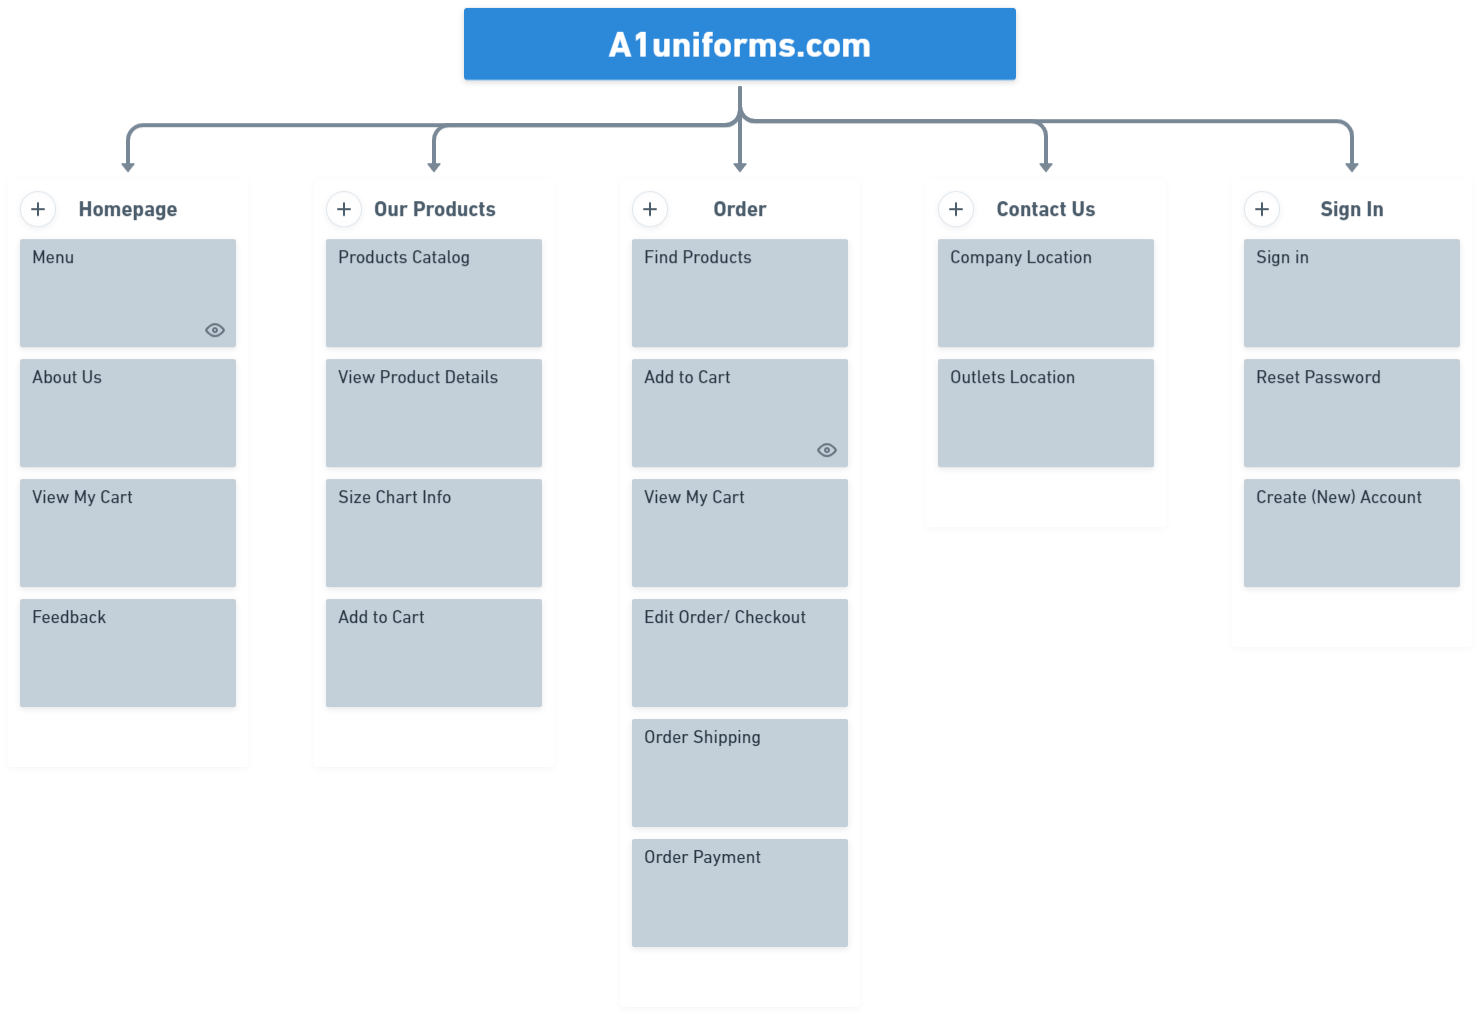 A1uniforms.com
Homepage
Menu
About Us
View My Cart
Feedback
Our Products
Products Catalog
View Product Details
Size Chart Info
Add to Cart
Order
Find Products
Add to Cart
View My Cart
Edit Order/ Checkout
Order Shipping
Order Payment
Contact Us
Company Location
Outlets Location
Sign In
Sign in
Reset Password
Create (New) Account